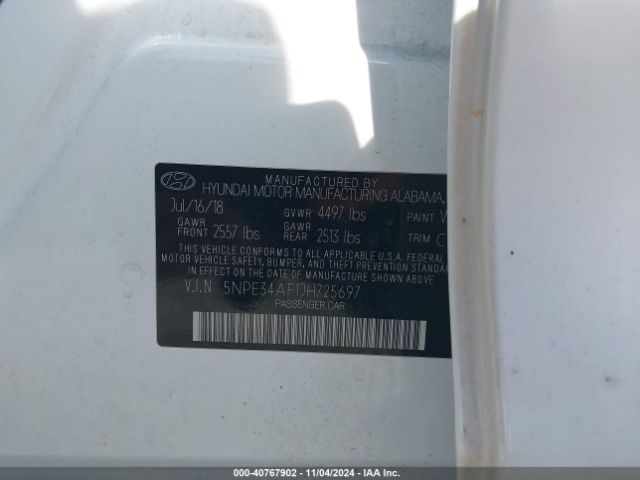 MANUFACTURED BY
HYUNDAI MOTOR MANUFACTURING ALABAMA,
Jul/16/18 GVWR 4497 lbs PAINT
GAWR FRONT 2557 lbs GAWR REAR 2513 lbs TRIM C
THIS VEHICLE CONFORMS TO ALL APPLICABLE U.S.A. FEDERAL
MOTOR VEHICLE SAFETY, BUMPER, AND THEFT PREVENTION STANDARDS
IN EFFECT ON THE DATE OF MANUFACTURE SHOWN ABOVE
V.I.N 5NPE34AF1JH725697
PASSENGER CAR
000-40767902 - 11/04/2024 - IAA Inc.